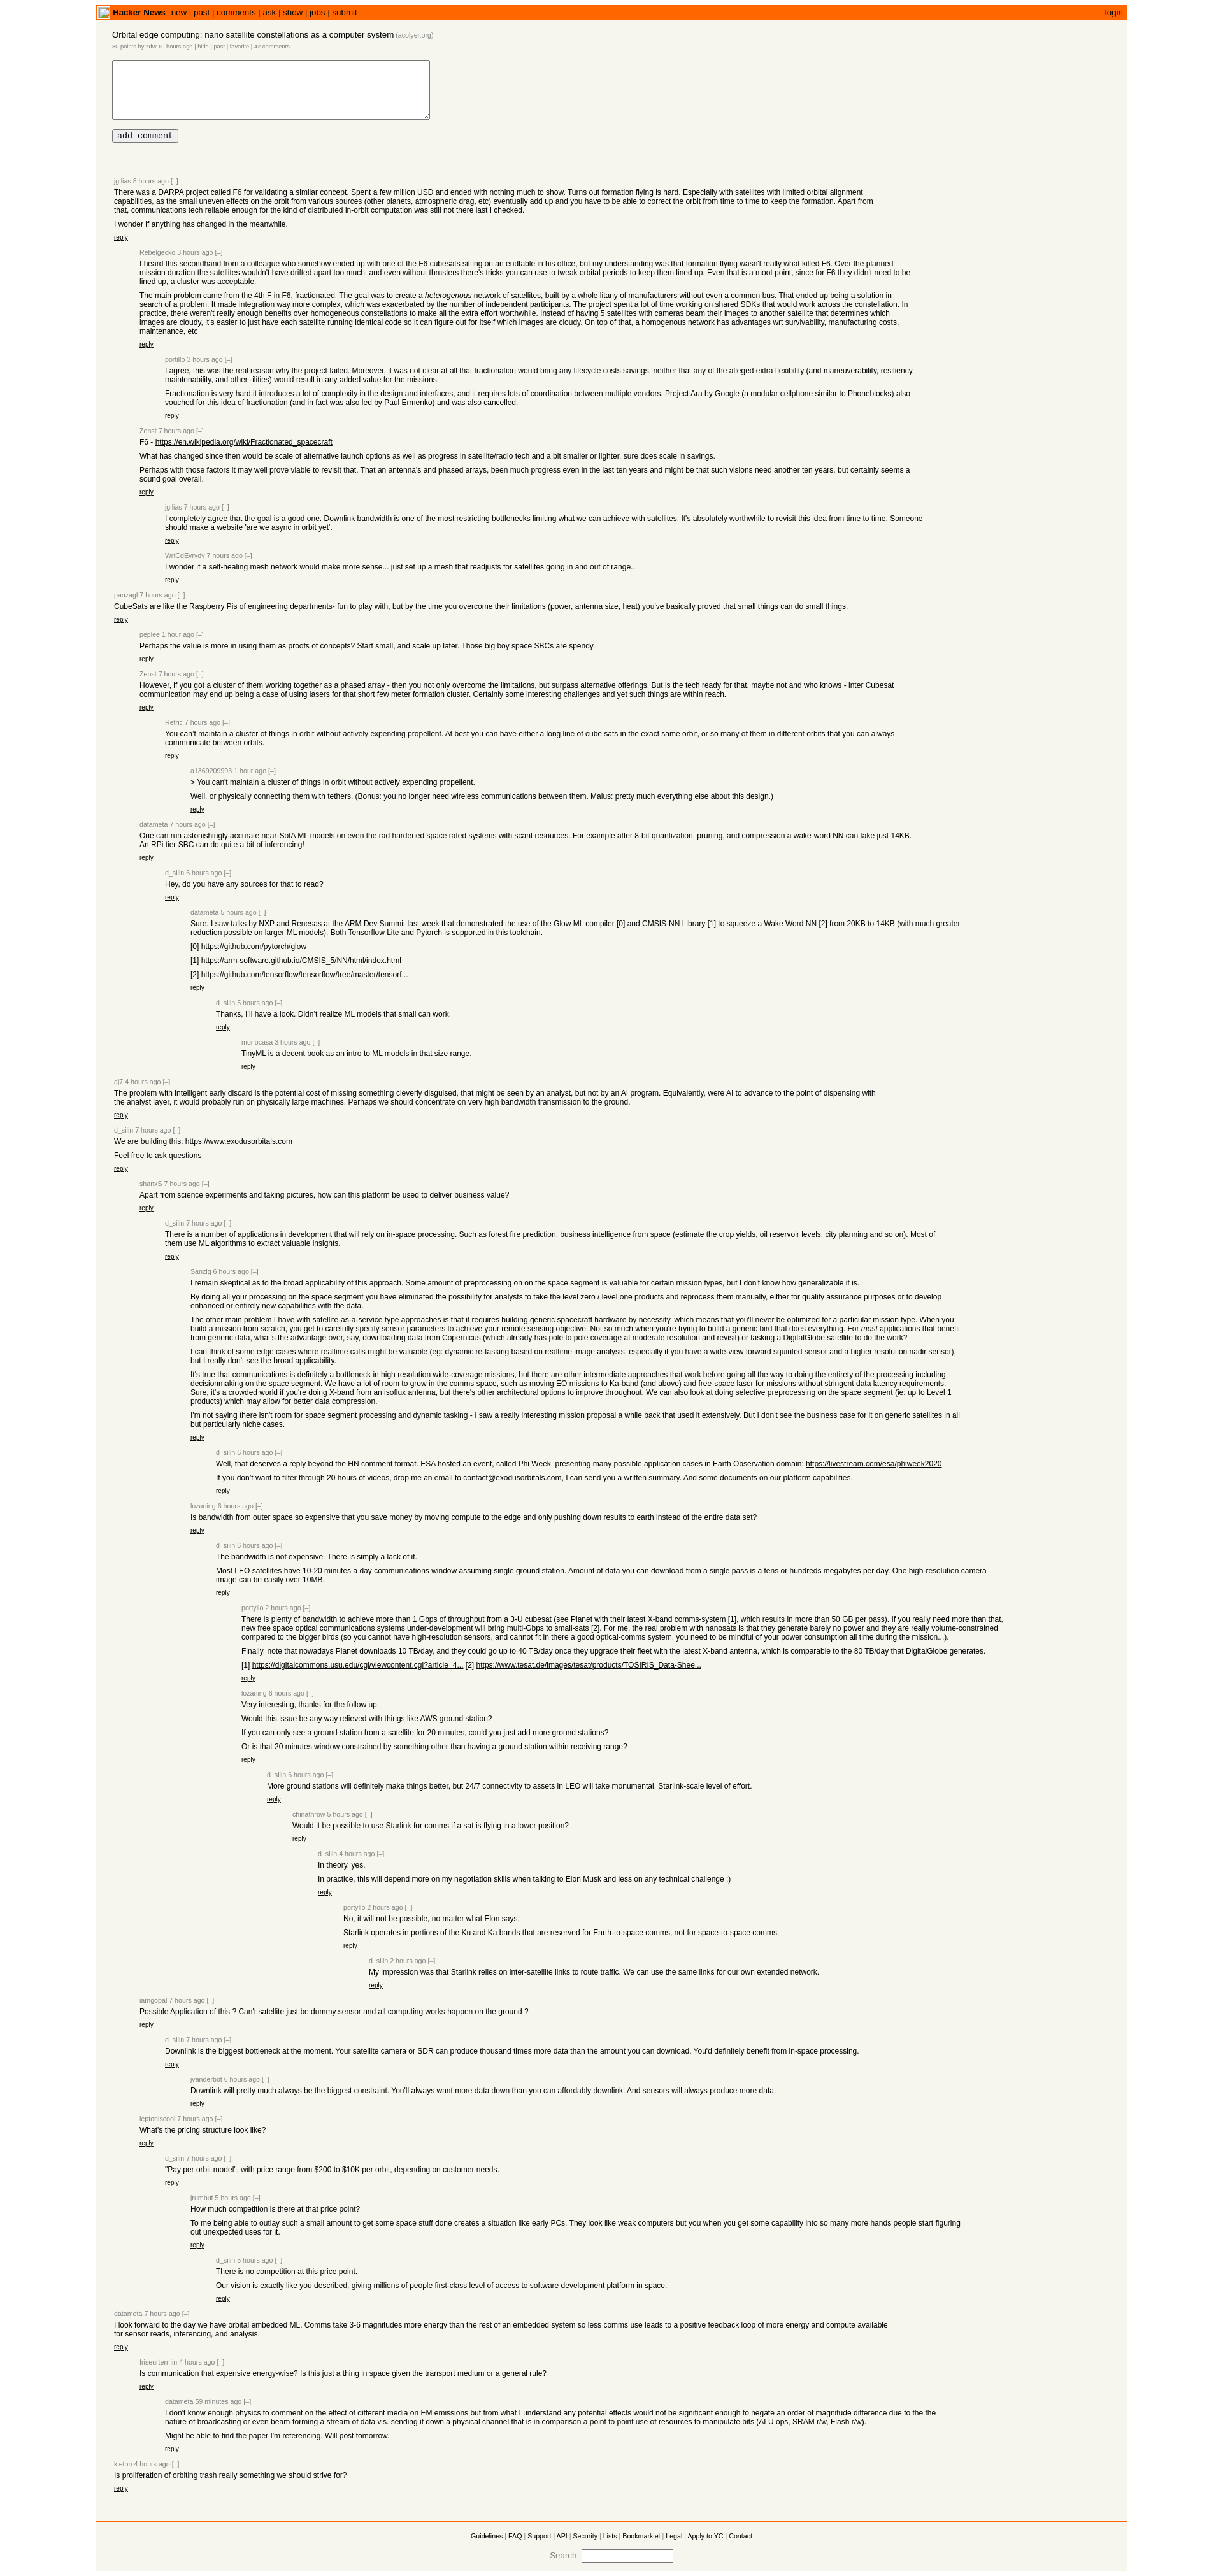 Hacker News new | past | comments | ask | show | jobs | submit login
Orbital edge computing: nano satellite constellations as a computer system (acolyer.org)
80 points by zdw 10 hours ago | hide | past | favorite | 42 comments
add comment
jgilias 8 hours ago [–]
There was a DARPA project called F6 for validating a similar concept. Spent a few million USD and ended with nothing much to show. Turns out formation flying is hard. Especially with satellites with limited orbital alignment
capabilities, as the small uneven effects on the orbit from various sources (other planets, atmospheric drag, etc) eventually add up and you have to be able to correct the orbit from time to time to keep the formation. Apart from
that, communications tech reliable enough for the kind of distributed in-orbit computation was still not there last I checked.
I wonder if anything has changed in the meanwhile.
reply
Rebelgecko 3 hours ago [–]
I heard this secondhand from a colleague who somehow ended up with one of the F6 cubesats sitting on an endtable in his office, but my understanding was that formation flying wasn't really what killed F6. Over the planned
mission duration the satellites wouldn't have drifted apart too much, and even without thrusters there's tricks you can use to tweak orbital periods to keep them lined up. Even that is a moot point, since for F6 they didn't need to be
lined up, a cluster was acceptable.
The main problem came from the 4th F in F6, fractionated. The goal was to create a heterogenous network of satellites, built by a whole litany of manufacturers without even a common bus. That ended up being a solution in
search of a problem. It made integration way more complex, which was exacerbated by the number of independent participants. The project spent a lot of time working on shared SDKs that would work across the constellation. In
practice, there weren't really enough benefits over homogeneous constellations to make all the extra effort worthwhile. Instead of having 5 satellites with cameras beam their images to another satellite that determines which
images are cloudy, it's easier to just have each satellite running identical code so it can figure out for itself which images are cloudy. On top of that, a homogenous network has advantages wrt survivability, manufacturing costs,
maintenance, etc
reply
portillo 3 hours ago [–]
I agree, this was the real reason why the project failed. Moreover, it was not clear at all that fractionation would bring any lifecycle costs savings, neither that any of the alleged extra flexibility (and maneuverability, resiliency,
maintenability, and other -ilities) would result in any added value for the missions.
Fractionation is very hard,it introduces a lot of complexity in the design and interfaces, and it requires lots of coordination between multiple vendors. Project Ara by Google (a modular cellphone similar to Phoneblocks) also
vouched for this idea of fractionation (and in fact was also led by Paul Ermenko) and was also cancelled.
reply
Zenst 7 hours ago [–]
F6 - https://en.wikipedia.org/wiki/Fractionated_spacecraft
What has changed since then would be scale of alternative launch options as well as progress in satellite/radio tech and a bit smaller or lighter, sure does scale in savings.
Perhaps with those factors it may well prove viable to revisit that. That an antenna's and phased arrays, been much progress even in the last ten years and might be that such visions need another ten years, but certainly seems a
sound goal overall.
reply
jgilias 7 hours ago [–]
I completely agree that the goal is a good one. Downlink bandwidth is one of the most restricting bottlenecks limiting what we can achieve with satellites. It's absolutely worthwhile to revisit this idea from time to time. Someone
should make a website 'are we async in orbit yet'.
reply
WrtCdEvrydy 7 hours ago [–]
I wonder if a self-healing mesh network would make more sense... just set up a mesh that readjusts for satellites going in and out of range...
reply
panzagl 7 hours ago [–]
CubeSats are like the Raspberry Pis of engineering departments- fun to play with, but by the time you overcome their limitations (power, antenna size, heat) you've basically proved that small things can do small things.
reply
peplee 1 hour ago [–]
Perhaps the value is more in using them as proofs of concepts? Start small, and scale up later. Those big boy space SBCs are spendy.
reply
Zenst 7 hours ago [–]
However, if you got a cluster of them working together as a phased array - then you not only overcome the limitations, but surpass alternative offerings. But is the tech ready for that, maybe not and who knows - inter Cubesat
communication may end up being a case of using lasers for that short few meter formation cluster. Certainly some interesting challenges and yet such things are within reach.
reply
Retric 7 hours ago [–]
You can't maintain a cluster of things in orbit without actively expending propellent. At best you can have either a long line of cube sats in the exact same orbit, or so many of them in different orbits that you can always
communicate between orbits.
reply
a1369209993 1 hour ago [–]
> You can't maintain a cluster of things in orbit without actively expending propellent.
Well, or physically connecting them with tethers. (Bonus: you no longer need wireless communications between them. Malus: pretty much everything else about this design.)
reply
datameta 7 hours ago [–]
One can run astonishingly accurate near-SotA ML models on even the rad hardened space rated systems with scant resources. For example after 8-bit quantization, pruning, and compression a wake-word NN can take just 14KB.
An RPi tier SBC can do quite a bit of inferencing!
reply
d_silin 6 hours ago [–]
Hey, do you have any sources for that to read?
reply
datameta 5 hours ago [–]
Sure. I saw talks by NXP and Renesas at the ARM Dev Summit last week that demonstrated the use of the Glow ML compiler [0] and CMSIS-NN Library [1] to squeeze a Wake Word NN [2] from 20KB to 14KB (with much greater
reduction possible on larger ML models). Both Tensorflow Lite and Pytorch is supported in this toolchain.
[0] https://github.com/pytorch/glow
[1] https://arm-software.github.io/CMSIS_5/NN/html/index.html
[2] https://github.com/tensorflow/tensorflow/tree/master/tensorf...
reply
d_silin 5 hours ago [–]
Thanks, I'll have a look. Didn't realize ML models that small can work.
reply
monocasa 3 hours ago [–]
TinyML is a decent book as an intro to ML models in that size range.
reply
aj7 4 hours ago [–]
The problem with intelligent early discard is the potential cost of missing something cleverly disguised, that might be seen by an analyst, but not by an AI program. Equivalently, were AI to advance to the point of dispensing with
the analyst layer, it would probably run on physically large machines. Perhaps we should concentrate on very high bandwidth transmission to the ground.
reply
d_silin 7 hours ago [–]
We are building this: https://www.exodusorbitals.com
Feel free to ask questions
reply
shanxS 7 hours ago [–]
Apart from science experiments and taking pictures, how can this platform be used to deliver business value?
reply
d_silin 7 hours ago [–]
There is a number of applications in development that will rely on in-space processing. Such as forest fire prediction, business intelligence from space (estimate the crop yields, oil reservoir levels, city planning and so on). Most of
them use ML algorithms to extract valuable insights.
reply
Sanzig 6 hours ago [–]
I remain skeptical as to the broad applicability of this approach. Some amount of preprocessing on on the space segment is valuable for certain mission types, but I don't know how generalizable it is.
By doing all your processing on the space segment you have eliminated the possibility for analysts to take the level zero / level one products and reprocess them manually, either for quality assurance purposes or to develop
enhanced or entirely new capabilities with the data.
The other main problem I have with satellite-as-a-service type approaches is that it requires building generic spacecraft hardware by necessity, which means that you'll never be optimized for a particular mission type. When you
build a mission from scratch, you get to carefully specify sensor parameters to achieve your remote sensing objective. Not so much when you're trying to build a generic bird that does everything. For most applications that benefit
from generic data, what's the advantage over, say, downloading data from Copernicus (which already has pole to pole coverage at moderate resolution and revisit) or tasking a DigitalGlobe satellite to do the work?
I can think of some edge cases where realtime calls might be valuable (eg: dynamic re-tasking based on realtime image analysis, especially if you have a wide-view forward squinted sensor and a higher resolution nadir sensor),
but I really don't see the broad applicability.
It's true that communications is definitely a bottleneck in high resolution wide-coverage missions, but there are other intermediate approaches that work before going all the way to doing the entirety of the processing including
decisionmaking on the space segment. We have a lot of room to grow in the comms space, such as moving EO missions to Ka-band (and above) and free-space laser for missions without stringent data latency requirements.
Sure, it's a crowded world if you're doing X-band from an isoflux antenna, but there's other architectural options to improve throughout. We can also look at doing selective preprocessing on the space segment (ie: up to Level 1
products) which may allow for better data compression.
I'm not saying there isn't room for space segment processing and dynamic tasking - I saw a really interesting mission proposal a while back that used it extensively. But I don't see the business case for it on generic satellites in all
but particularly niche cases.
reply
d_silin 6 hours ago [–]
Well, that deserves a reply beyond the HN comment format. ESA hosted an event, called Phi Week, presenting many possible application cases in Earth Observation domain: https://livestream.com/esa/phiweek2020
If you don't want to filter through 20 hours of videos, drop me an email to contact@exodusorbitals.com, I can send you a written summary. And some documents on our platform capabilities.
reply
lozaning 6 hours ago [–]
Is bandwidth from outer space so expensive that you save money by moving compute to the edge and only pushing down results to earth instead of the entire data set?
reply
d_silin 6 hours ago [–]
The bandwidth is not expensive. There is simply a lack of it.
Most LEO satellites have 10-20 minutes a day communications window assuming single ground station. Amount of data you can download from a single pass is a tens or hundreds megabytes per day. One high-resolution camera
image can be easily over 10MB.
reply
portyllo 2 hours ago [–]
There is plenty of bandwidth to achieve more than 1 Gbps of throughput from a 3-U cubesat (see Planet with their latest X-band comms-system [1], which results in more than 50 GB per pass). If you really need more than that,
new free space optical communications systems under-development will bring multi-Gbps to small-sats [2]. For me, the real problem with nanosats is that they generate barely no power and they are really volume-constrained
compared to the bigger birds (so you cannot have high-resolution sensors, and cannot fit in there a good optical-comms system, you need to be mindful of your power consumption all time during the mission...).
Finally, note that nowadays Planet downloads 10 TB/day, and they could go up to 40 TB/day once they upgrade their fleet with the latest X-band antenna, which is comparable to the 80 TB/day that DigitalGlobe generates.
[1] https://digitalcommons.usu.edu/cgi/viewcontent.cgi?article=4... [2] https://www.tesat.de/images/tesat/products/TOSIRIS_Data-Shee...
reply
lozaning 6 hours ago [–]
Very interesting, thanks for the follow up.
Would this issue be any way relieved with things like AWS ground station?
If you can only see a ground station from a satellite for 20 minutes, could you just add more ground stations?
Or is that 20 minutes window constrained by something other than having a ground station within receiving range?
reply
d_silin 6 hours ago [–]
More ground stations will definitely make things better, but 24/7 connectivity to assets in LEO will take monumental, Starlink-scale level of effort.
reply
chinathrow 5 hours ago [–]
Would it be possible to use Starlink for comms if a sat is flying in a lower position?
reply
d_silin 4 hours ago [–]
In theory, yes.
In practice, this will depend more on my negotiation skills when talking to Elon Musk and less on any technical challenge :)
reply
portyllo 2 hours ago [–]
No, it will not be possible, no matter what Elon says.
Starlink operates in portions of the Ku and Ka bands that are reserved for Earth-to-space comms, not for space-to-space comms.
reply
d_silin 2 hours ago [–]
My impression was that Starlink relies on inter-satellite links to route traffic. We can use the same links for our own extended network.
reply
iamgopal 7 hours ago [–]
Possible Application of this ? Can't satellite just be dummy sensor and all computing works happen on the ground ?
reply
d_silin 7 hours ago [–]
Downlink is the biggest bottleneck at the moment. Your satellite camera or SDR can produce thousand times more data than the amount you can download. You'd definitely benefit from in-space processing.
reply
jvanderbot 6 hours ago [–]
Downlink will pretty much always be the biggest constraint. You'll always want more data down than you can affordably downlink. And sensors will always produce more data.
reply
leptoniscool 7 hours ago [–]
What's the pricing structure look like?
reply
d_silin 7 hours ago [–]
"Pay per orbit model", with price range from $200 to $10K per orbit, depending on customer needs.
reply
jrumbut 5 hours ago [–]
How much competition is there at that price point?
To me being able to outlay such a small amount to get some space stuff done creates a situation like early PCs. They look like weak computers but you when you get some capability into so many more hands people start figuring
out unexpected uses for it.
reply
d_silin 5 hours ago [–]
There is no competition at this price point.
Our vision is exactly like you described, giving millions of people first-class level of access to software development platform in space.
reply
datameta 7 hours ago [–]
I look forward to the day we have orbital embedded ML. Comms take 3-6 magnitudes more energy than the rest of an embedded system so less comms use leads to a positive feedback loop of more energy and compute available
for sensor reads, inferencing, and analysis.
reply
friseurtermin 4 hours ago [–]
Is communication that expensive energy-wise? Is this just a thing in space given the transport medium or a general rule?
reply
datameta 59 minutes ago [–]
I don't know enough physics to comment on the effect of different media on EM emissions but from what I understand any potential effects would not be significant enough to negate an order of magnitude difference due to the the
nature of broadcasting or even beam-forming a stream of data v.s. sending it down a physical channel that is in comparison a point to point use of resources to manipulate bits (ALU ops, SRAM r/w, Flash r/w).
Might be able to find the paper I'm referencing. Will post tomorrow.
reply
kleton 4 hours ago [–]
Is proliferation of orbiting trash really something we should strive for?
reply
Guidelines | FAQ | Support | API | Security | Lists | Bookmarklet | Legal | Apply to YC | Contact
Search: